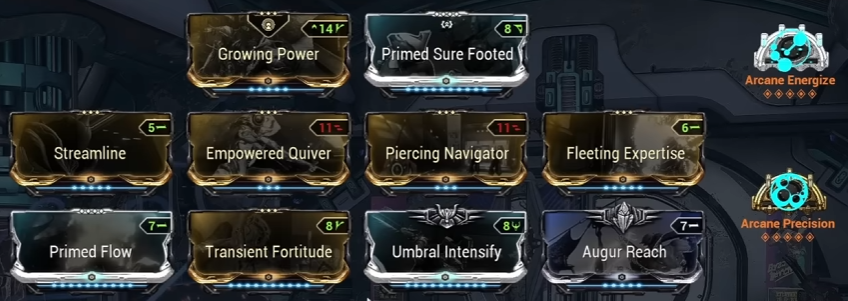 14
Growing Power
8
Primed Sure Footed
Arcane Energize
5
Streamline
11
Empowered Quiver
11
Piercing Navigator
6
Fleeting Expertise
Arcane Precision
7
Primed Flow
8
Transient Fortitude
8
Umbral Intensify
7
Augur Reach